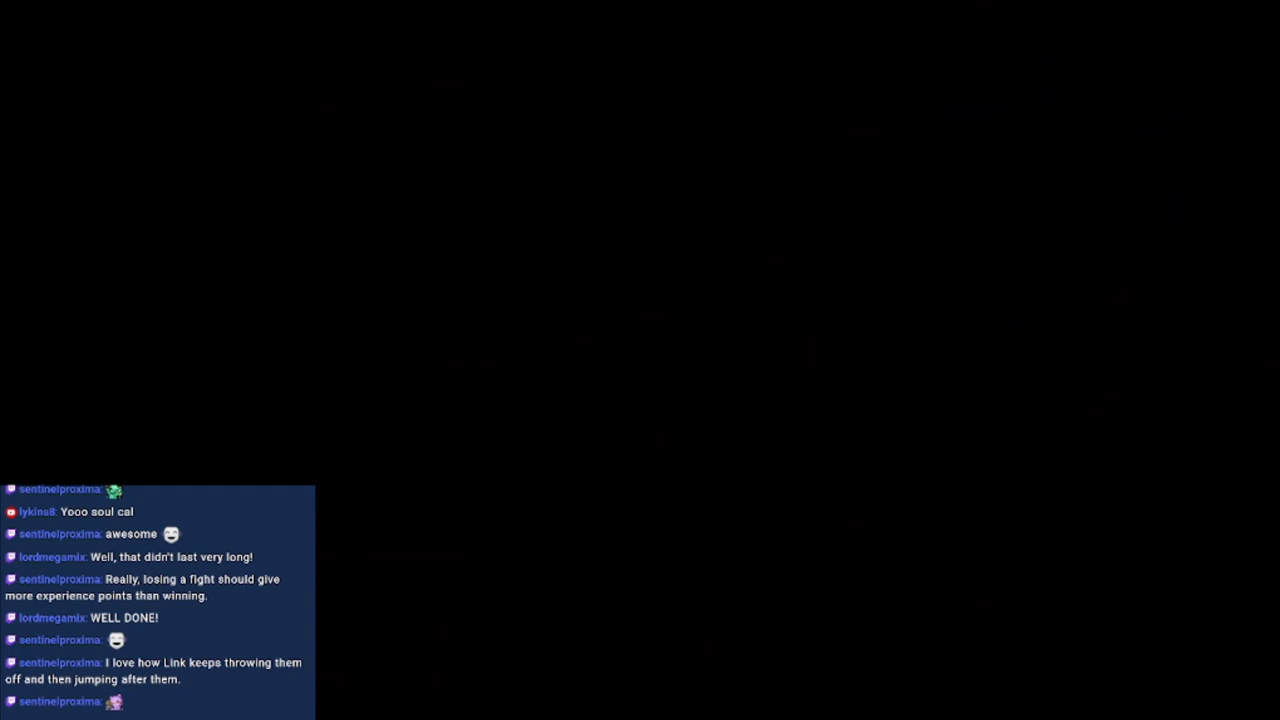 sentinelproxima:
lykins8: Yooo soul cal
sentinelproxima: awesome
lordmegamix: Well, that didn't last very long!
sentinelproxima: Really, losing a fight should give
more experience points than winning.
lordmegamix: WELL DONE!
sentinelproxima:
sentinelproxima: I love how Link keeps throwing them
off and then jumping after them.
sentinelproxima: